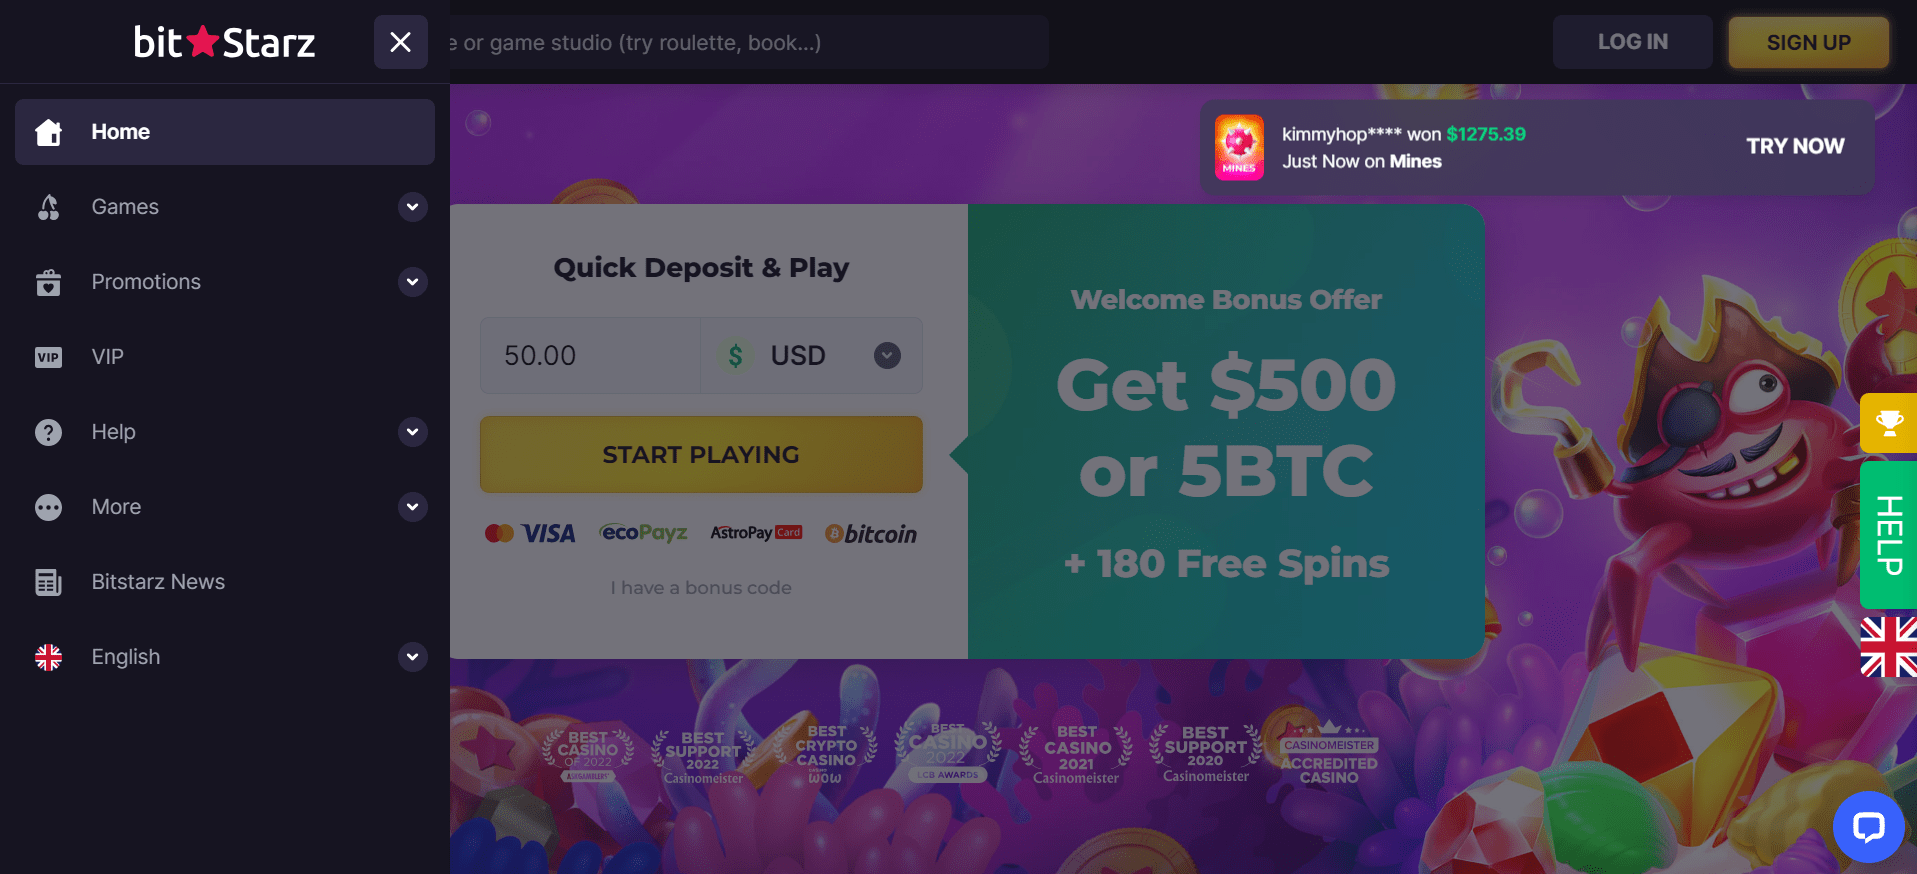 bit Starz
e or game studio (try roulette, book...)
LOG IN
SIGN UP
Home
Games
Promotions
VIP
VIP
Help
More
Bitstarz News
English
MINES
kimmyhop**** won $1275.39
Just Now on Mines
TRY NOW
Quick Deposit & Play
50.00
$ USD
START PLAYING
VISA
ecoPayz
AstroPay Card
bitcoin
I have a bonus code
Welcome Bonus Offer
Get $500
or 5BTC
+ 180 Free Spins
HELP
BEST
CASINO
OF 2022
ASKGAMBLERS
BEST
SUPPORT
2022
Casinomeister
BEST
CRYPTO
CASINO
WOW
BEST
CASINO
2022
LCB AWARDS
BEST
CASINO
2021
Casinomeister
BEST
SUPPORT
2020
Casinomeister
CASINOMEISTER
ACCREDITED
CASINO